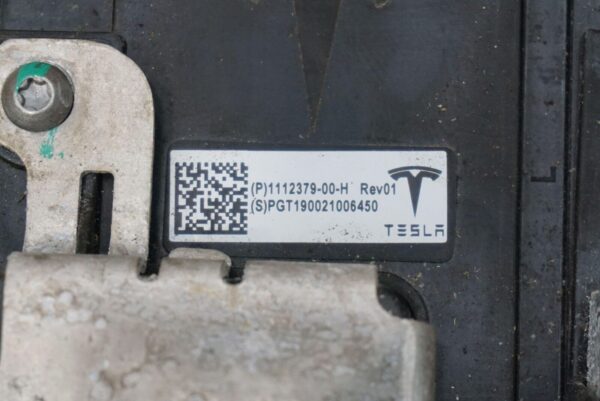 (P)1112379-00-H Rev01
(S)PGT190021006450
TESLA
L